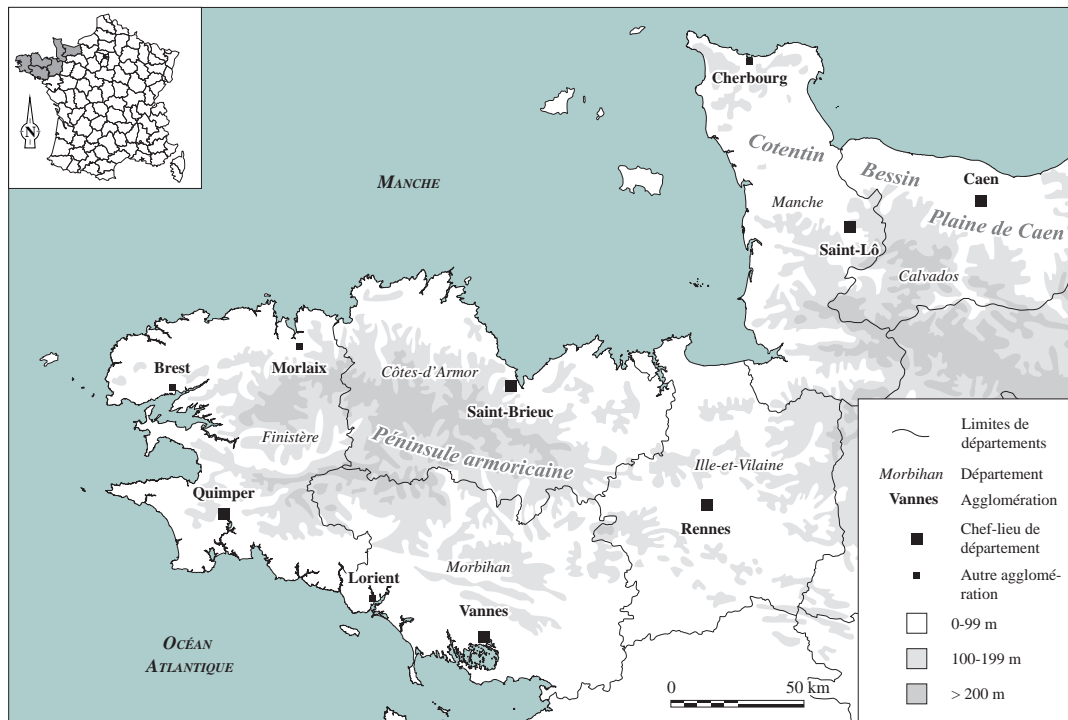 N
Cherbourg
Cotentin
Bessin
Caen
MANCHE
Manche
Plaine de Caen
Saint-Lô
Calvados
Brest
Morlaix
Côtes-d'Armor
Saint-Brieuc
Finistère
Péninsule armoricaine
Ille-et-Vilaine
Quimper
Rennes
Lorient
Morbihan
Vannes
OCÉAN
ATLANTIQUE
0 50 km
Limites de
départements
Morbihan Département
Vannes Agglomération
Chef-lieu de
département
Autre agglomé-
ration
0-99 m
100-199 m
> 200 m